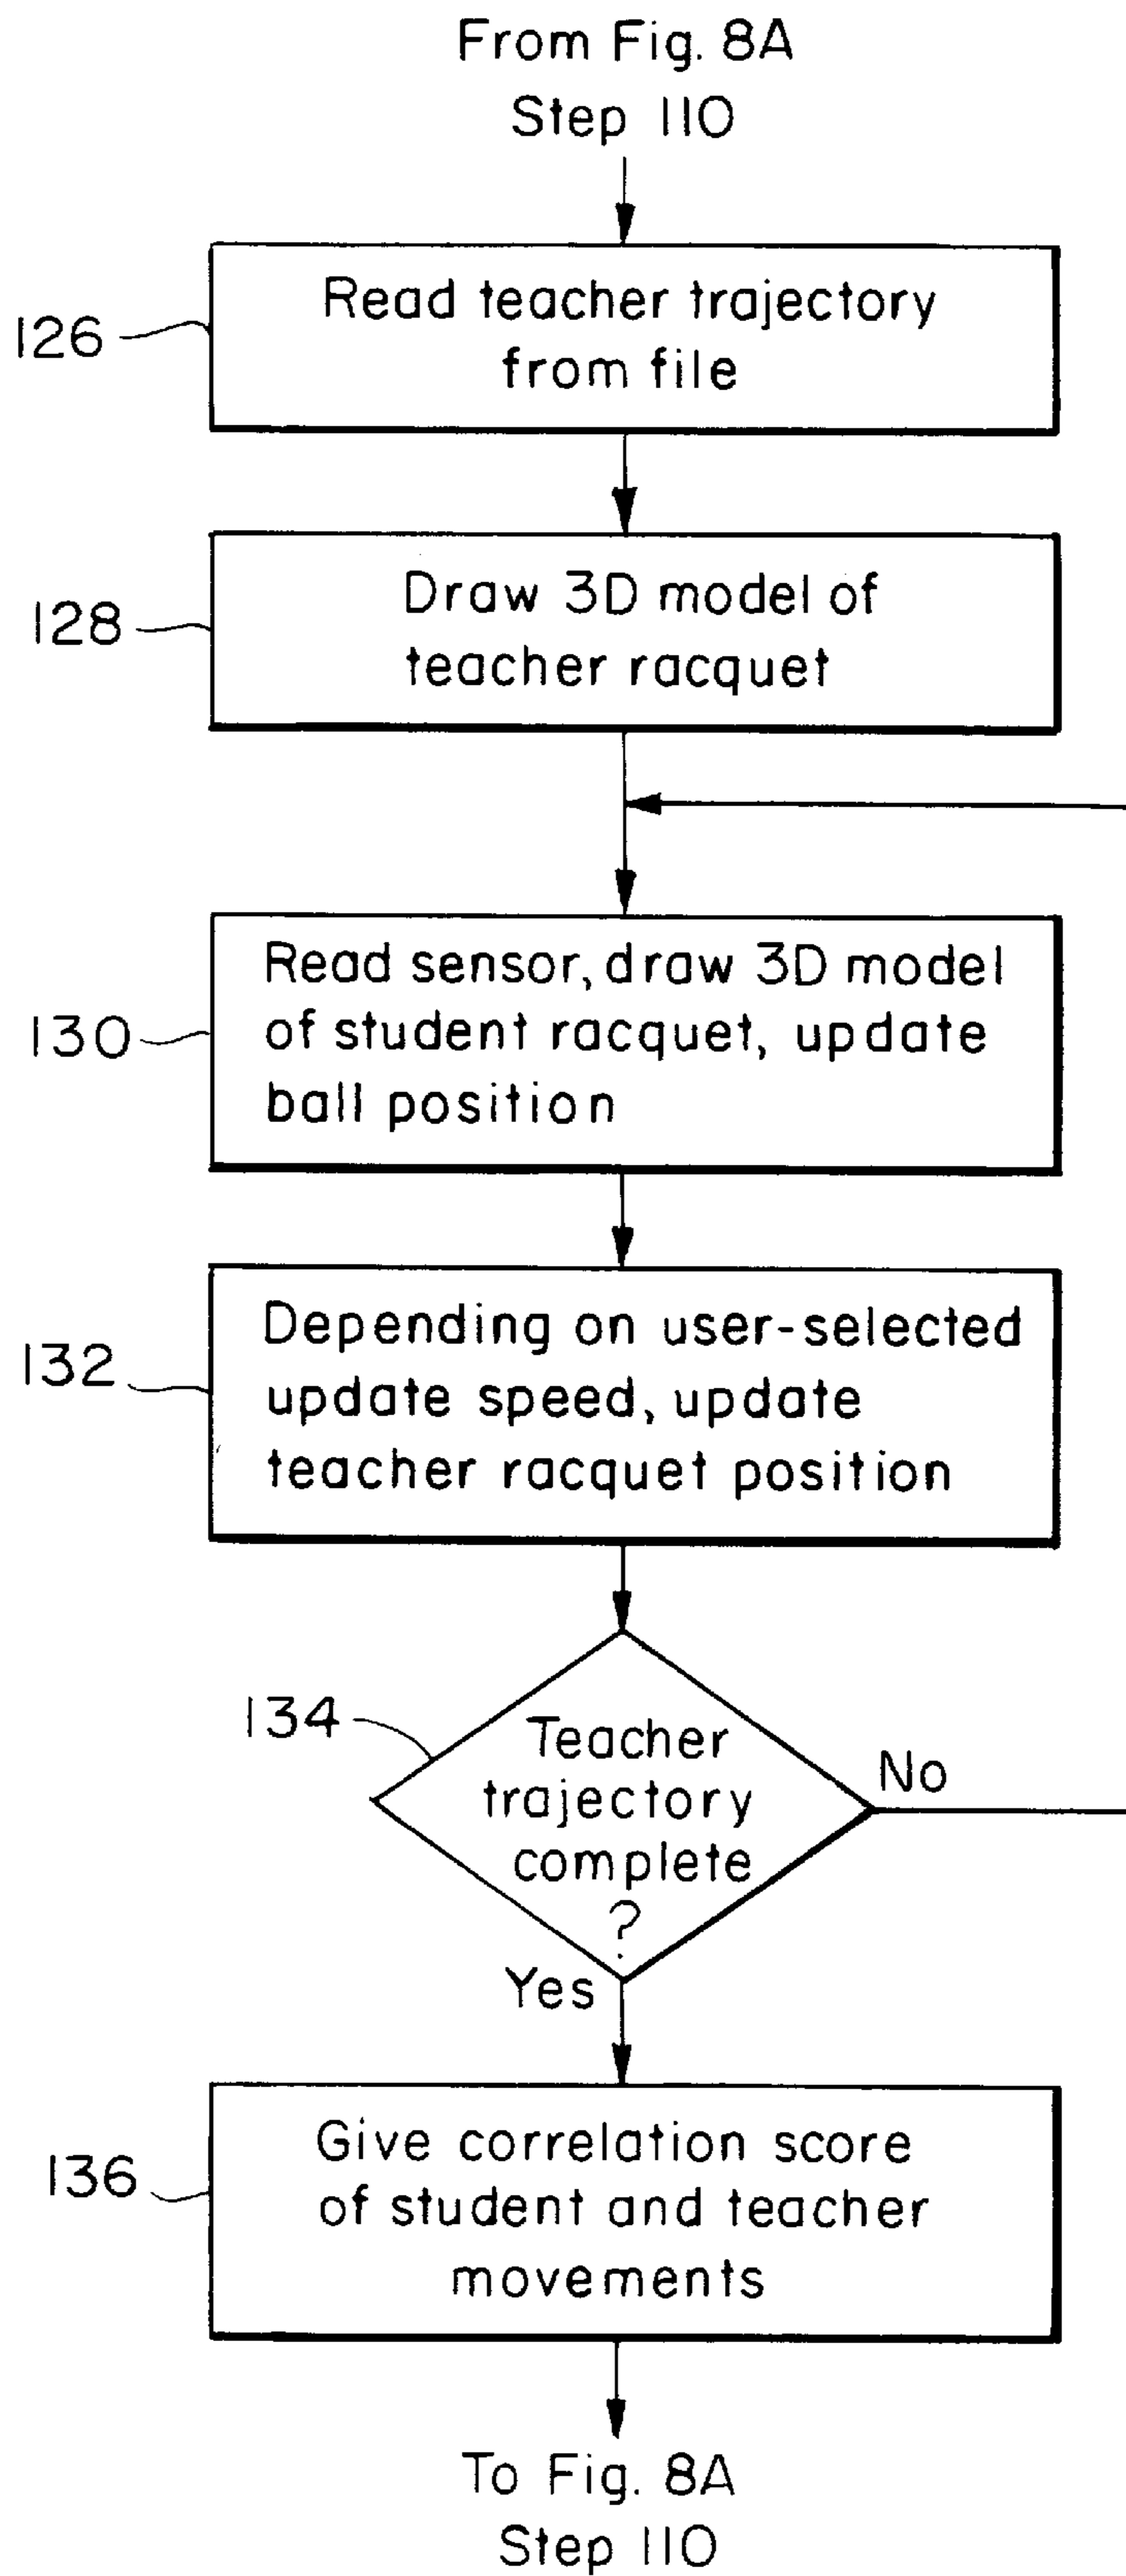 From Fig. 8A
Step 110
126
Read teacher trajectory
from file
128
Draw 3D model of
teacher racquet
130
Read sensor, draw 3D model
of student racquet, update
ball position
132
Depending on user-selected
update speed, update
teacher racquet position
134
Teacher
trajectory
complete
?
No
Yes
136
Give correlation score
of student and teacher
movements
To Fig. 8A
Step 110